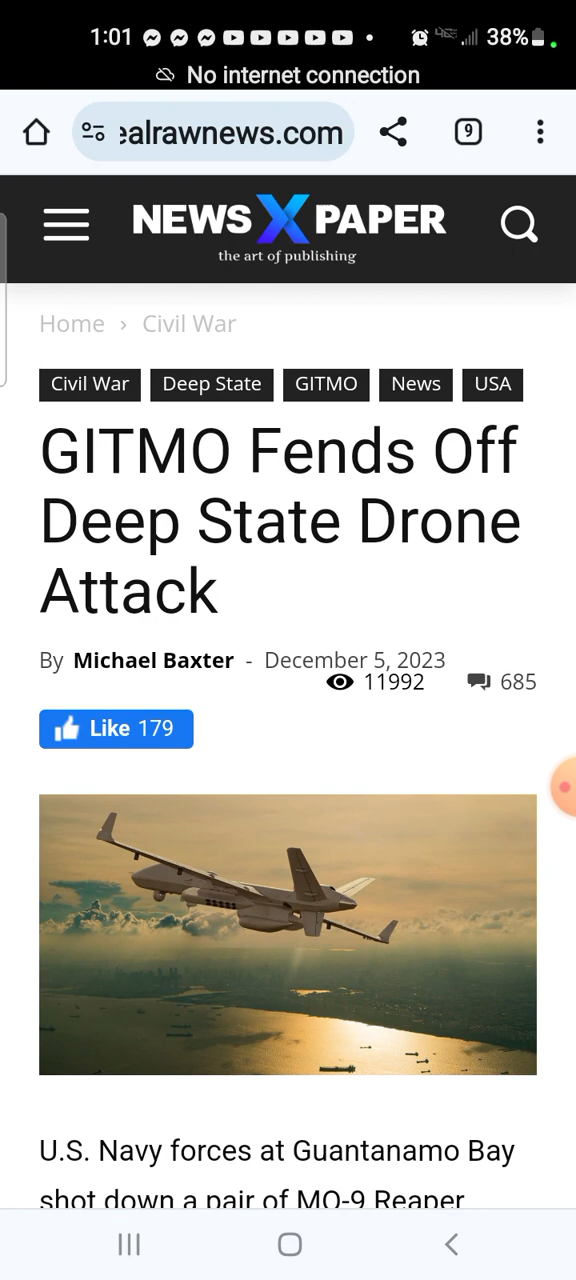 1:01 38%
No internet connection
ealrawnews.com 9
NEWS X PAPER
the art of publishing
Home › Civil War
Civil War Deep State GITMO News USA
GITMO Fends Off
Deep State Drone
Attack
By Michael Baxter - December 5, 2023
11992 685
Like 179
U.S. Navy forces at Guantanamo Bay
shot down a pair of MQ-9 Reaper